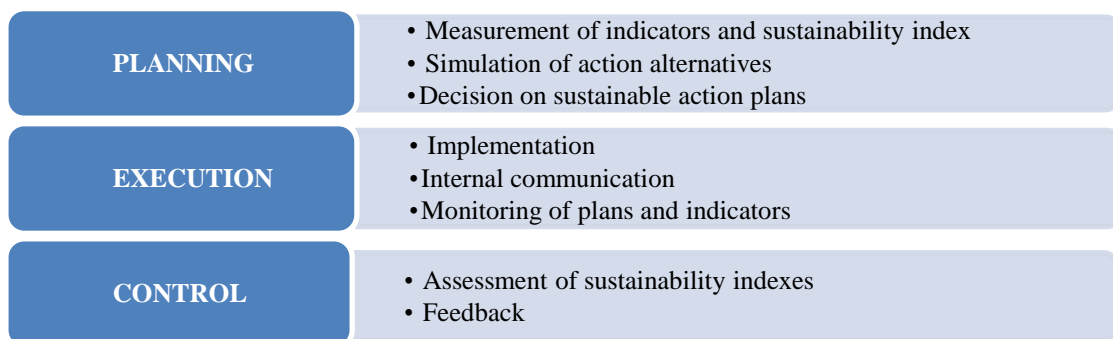 PLANNING
• Measurement of indicators and sustainability index
• Simulation of action alternatives
•Decision on sustainable action plans
EXECUTION
• Implementation
•Internal communication
•Monitoring of plans and indicators
CONTROL
• Assessment of sustainability indexes
• Feedback